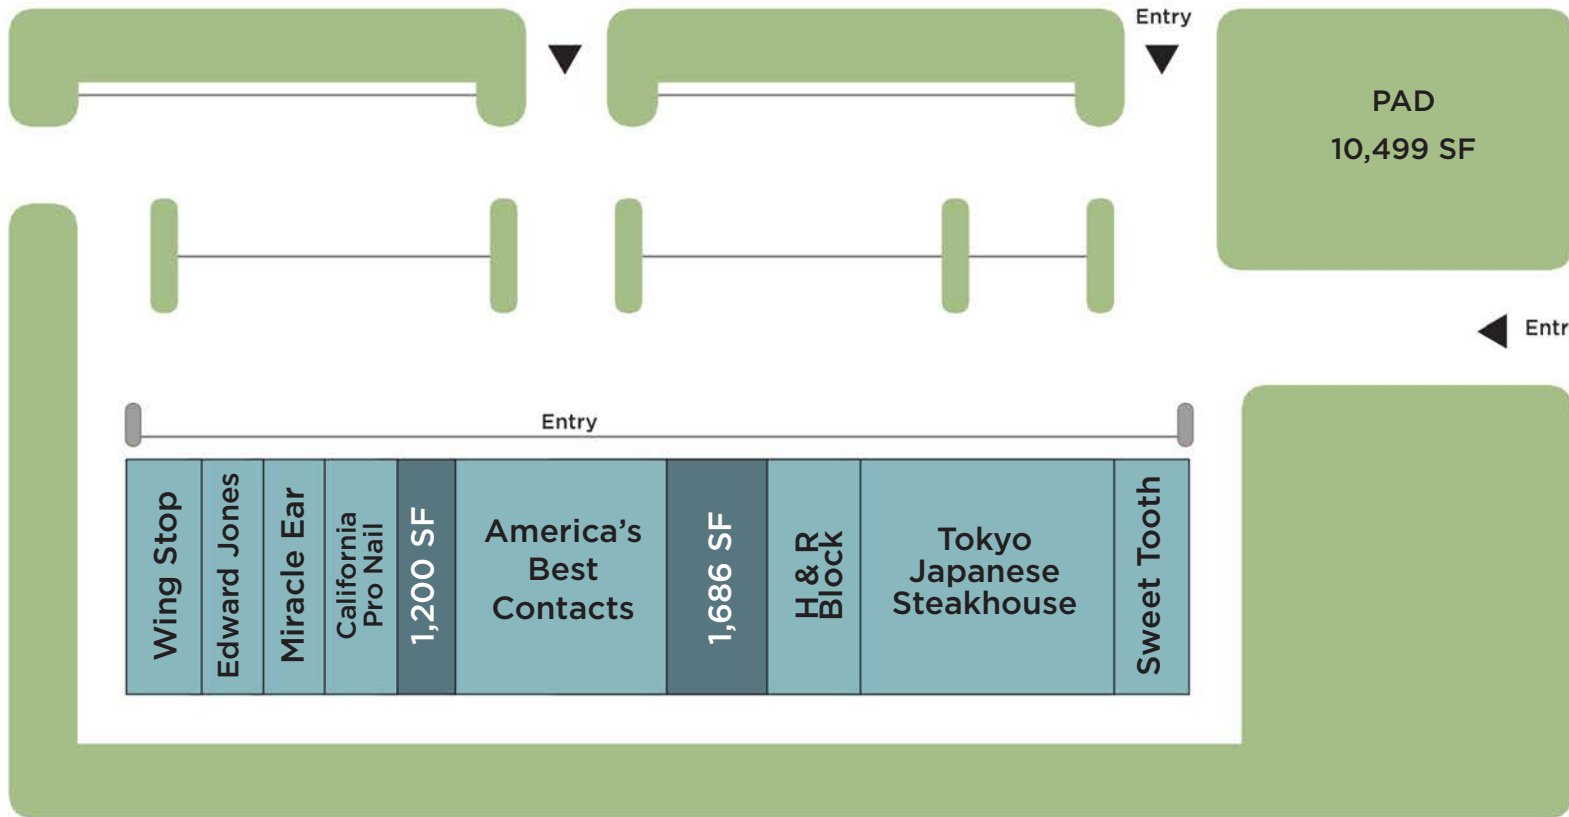 Entry
PAD
10,499 SF
Entr
Entry
Wing Stop
Edward Jones
Miracle Ear
California
Pro Nail
1,200 SF
America's
Best
Contacts
1,686 SF
H & R
Block
Tokyo
Japanese
Steakhouse
Sweet Tooth